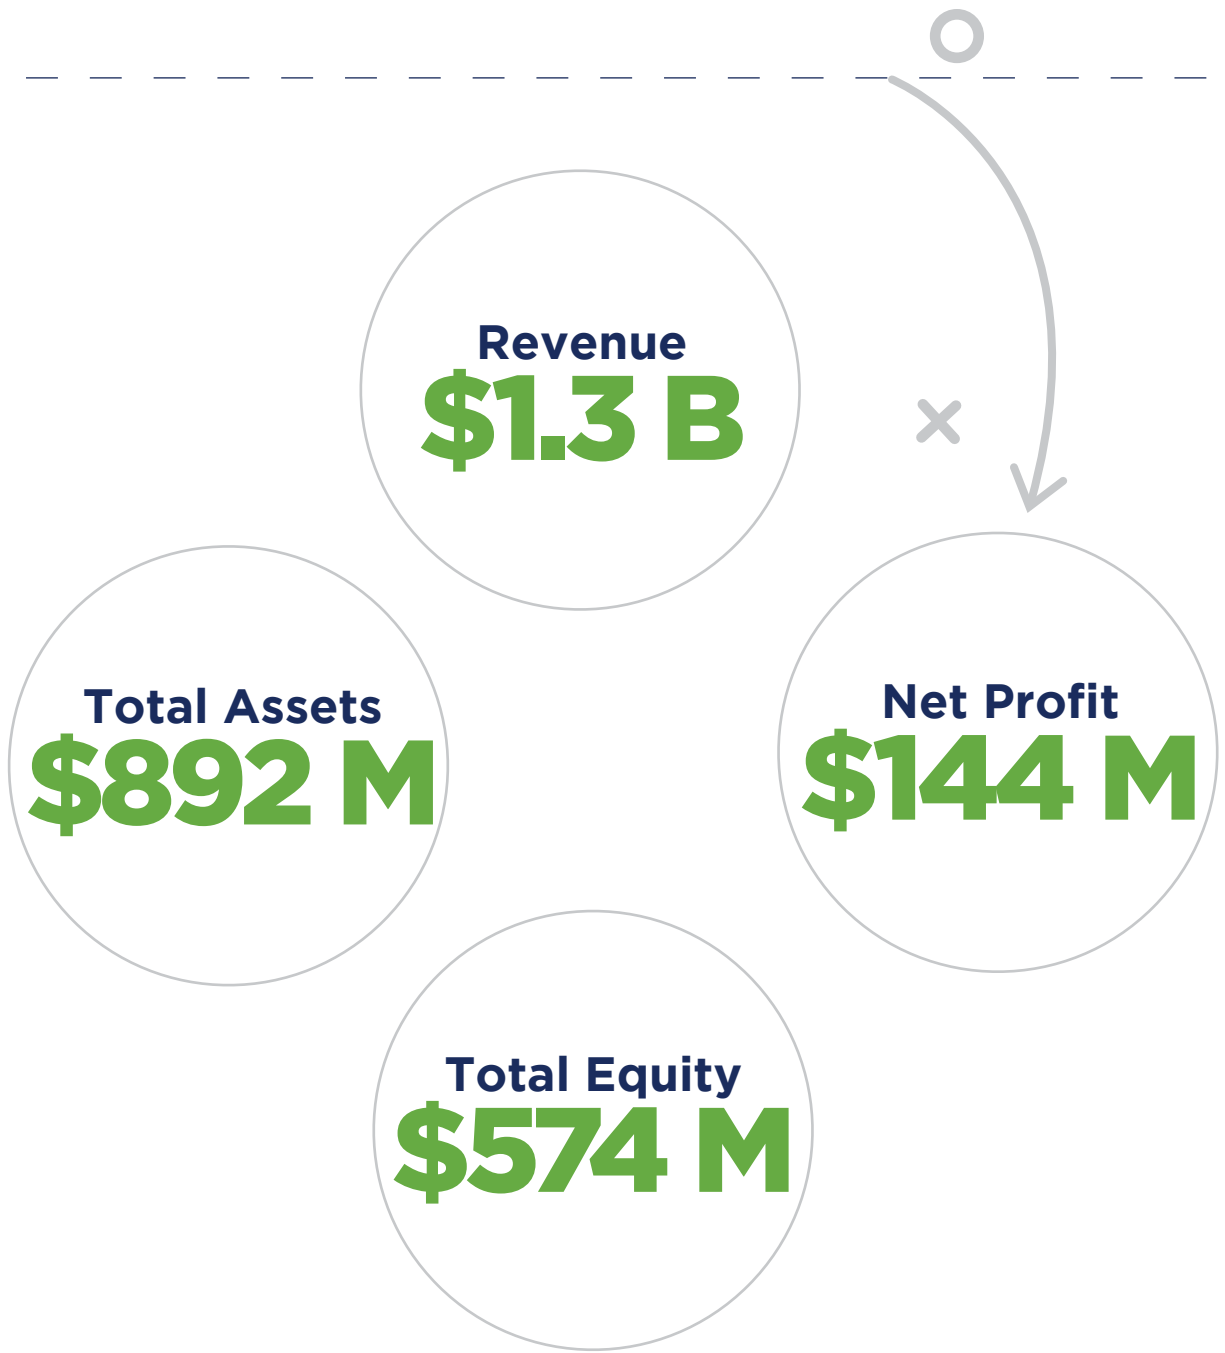 Revenue
$1.3 B
Total Assets
$892 M
Net Profit
$144 M
Total Equity
$574 M